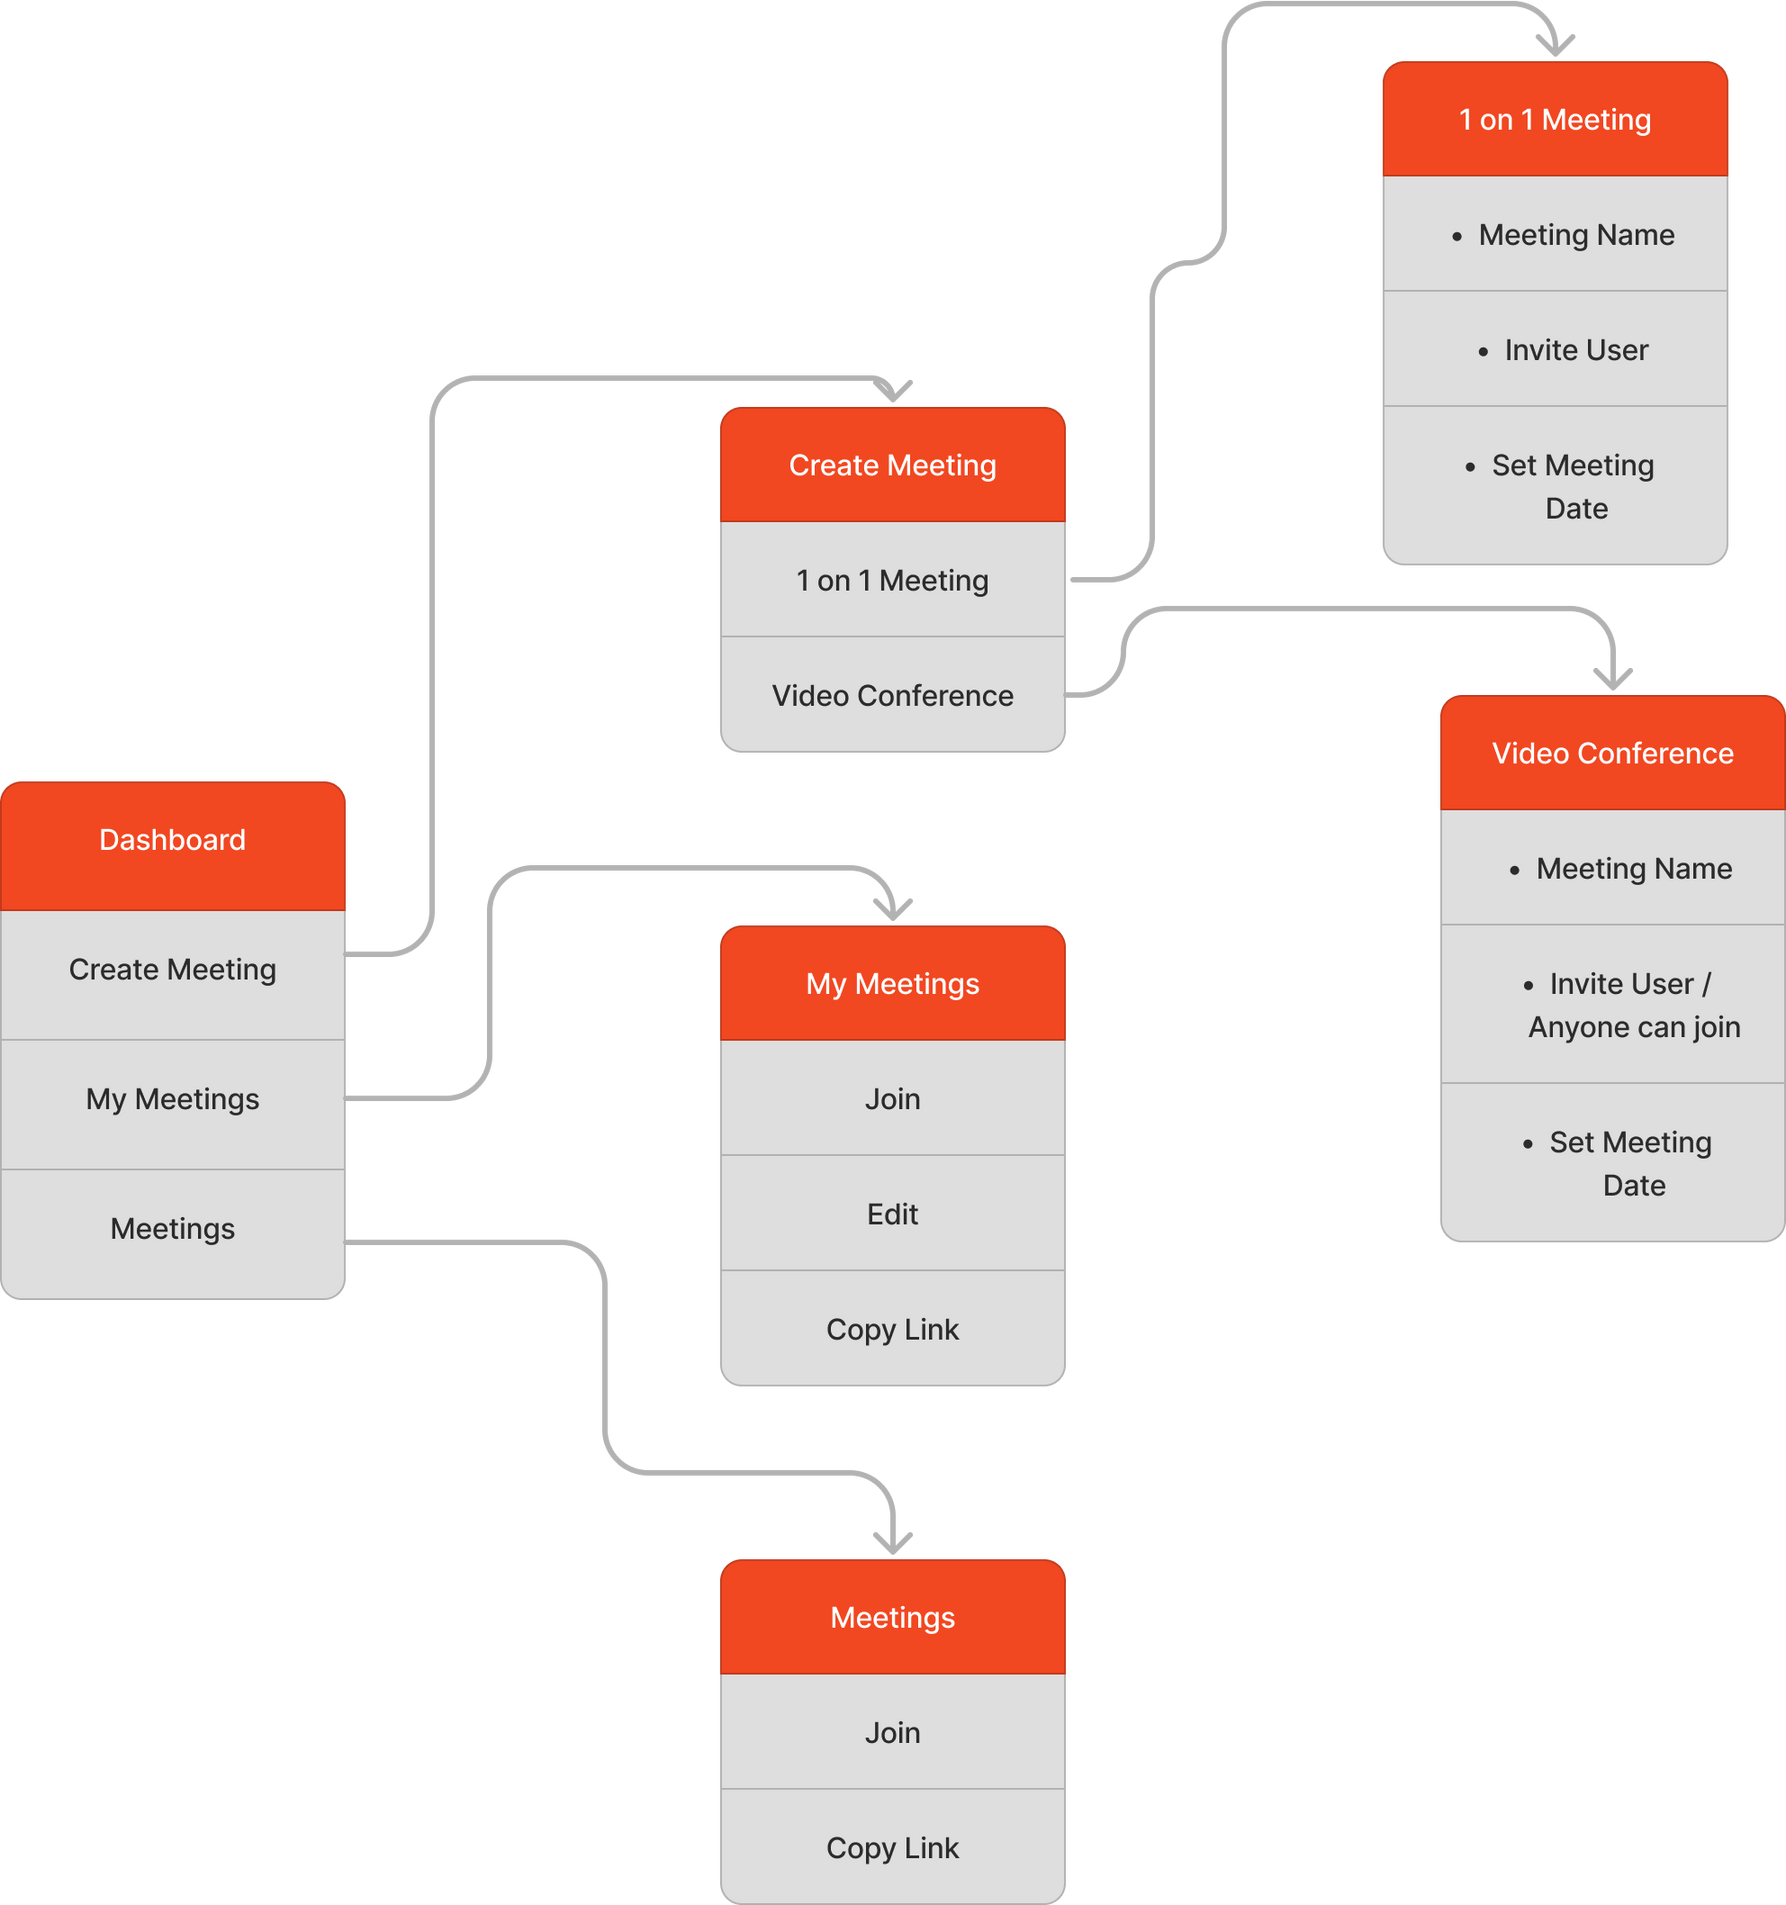 Dashboard
Create Meeting
My Meetings
Meetings
Create Meeting
1 on 1 Meeting
Video Conference
My Meetings
Join
Edit
Copy Link
Meetings
Join
Copy Link
1 on 1 Meeting
• Meeting Name
• Invite User
• Set Meeting
Date
Video Conference
• Meeting Name
• Invite User /
Anyone can join
• Set Meeting
Date